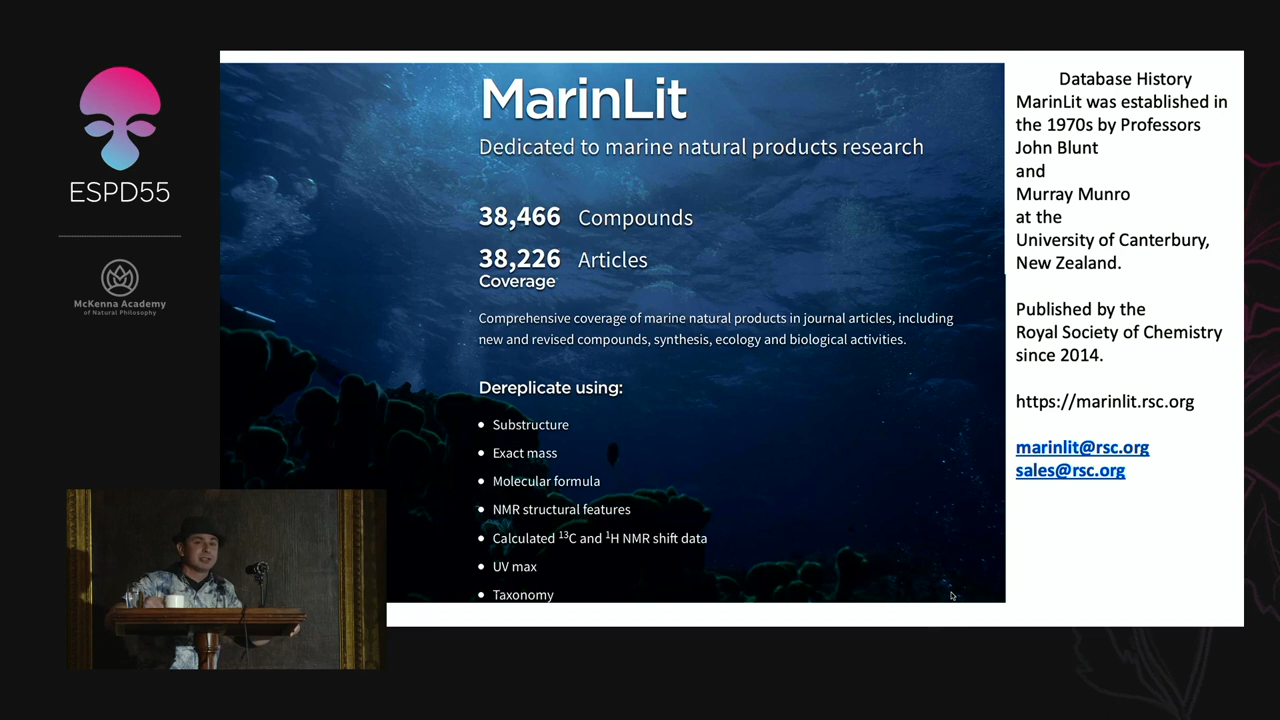 ESPD55
McKenna Academy
of Natural Philosophy
MarinLit
Dedicated to marine natural products research
38,466 Compounds
38,226 Articles
Coverage
Comprehensive coverage of marine natural products in journal articles, including
new and revised compounds, synthesis, ecology and biological activities.
Dereplicate using:
• Substructure
• Exact mass
• Molecular formula
• NMR structural features
• Calculated ¹³C and ¹H NMR shift data
• UV max
• Taxonomy
Database History
MarinLit was established in
the 1970s by Professors
John Blunt
and
Murray Munro
at the
University of Canterbury,
New Zealand.
Published by the
Royal Society of Chemistry
since 2014.
https://marinlit.rsc.org
marinlit@rsc.org
sales@rsc.org